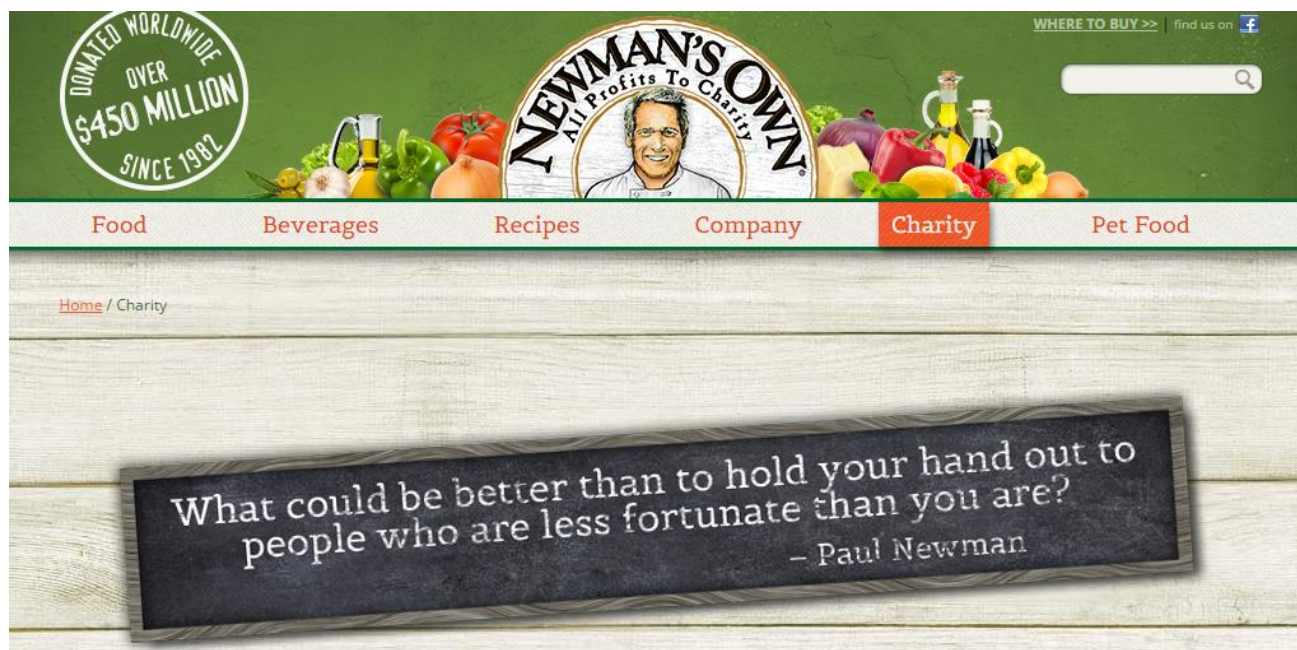 DONATED WORLDWIDE
OVER
$450 MILLION
SINCE 1982
NEWMAN'S OWN
All Profits To Charity
®
WHERE TO BUY >> | find us on f
Food Beverages Recipes Company Charity Pet Food
Home / Charity
What could be better than to hold your hand out to
people who are less fortunate than you are?
– Paul Newman